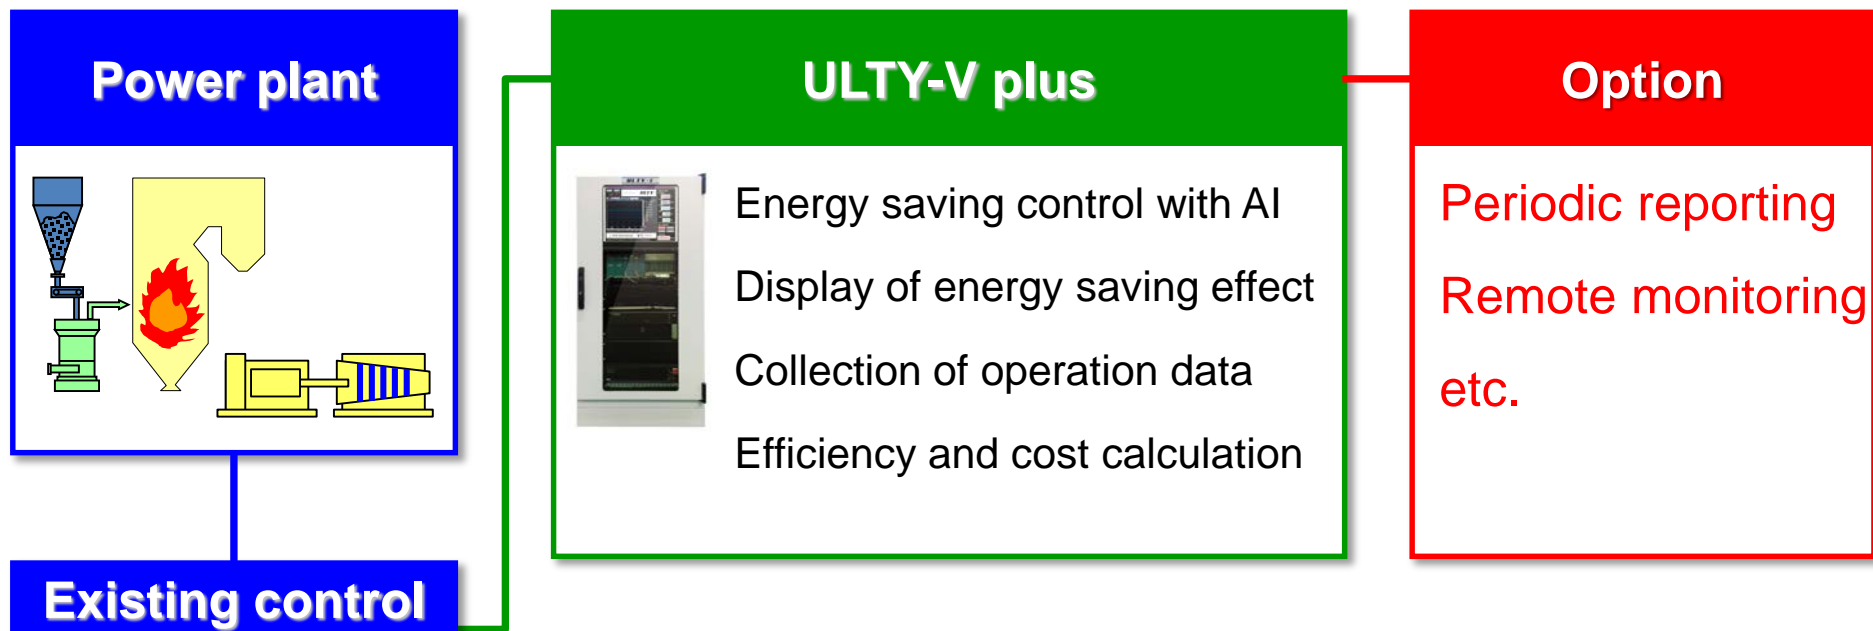 Power plant
Existing control
ULTY-V plus
Energy saving control with AI
Display of energy saving effect
Collection of operation data
Efficiency and cost calculation
Option
Periodic reporting
Remote monitoring
etc.